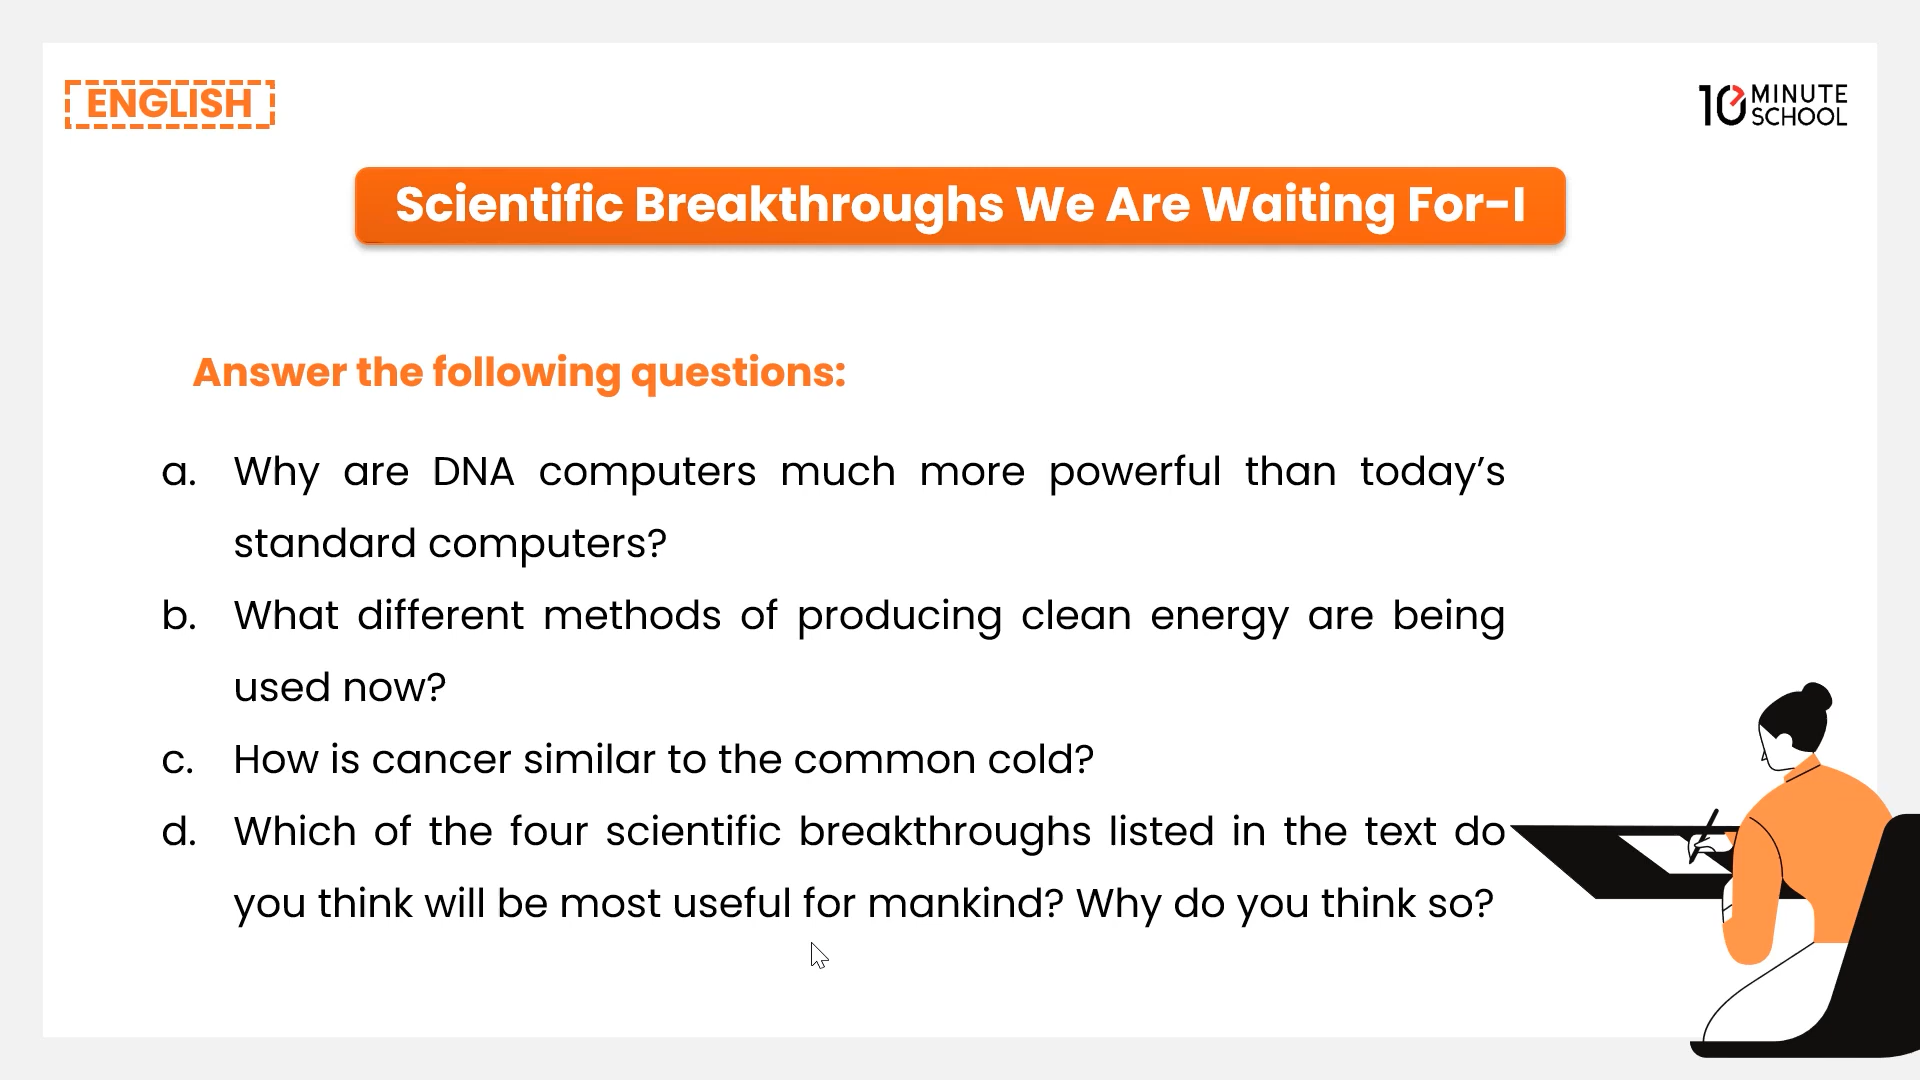 ENGLISH
10 MINUTE
SCHOOL
Scientific Breakthroughs We Are Waiting For-I
Answer the following questions:
a. Why are DNA computers much more powerful than today’s
standard computers?
b. What different methods of producing clean energy are being
used now?
c. How is cancer similar to the common cold?
d. Which of the four scientific breakthroughs listed in the text do
you think will be most useful for mankind? Why do you think so?